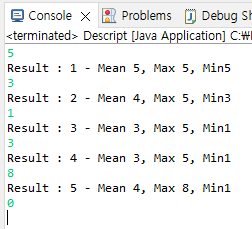 Console Problems Debug Sh
<terminated> Descript [Java Application] C:\
5
Result : 1 - Mean 5, Max 5, Min5
3
Result : 2 - Mean 4, Max 5, Min3
1
Result : 3 - Mean 3, Max 5, Min1
3
Result : 4 - Mean 3, Max 5, Min1
8
Result : 5 - Mean 4, Max 8, Min1
0